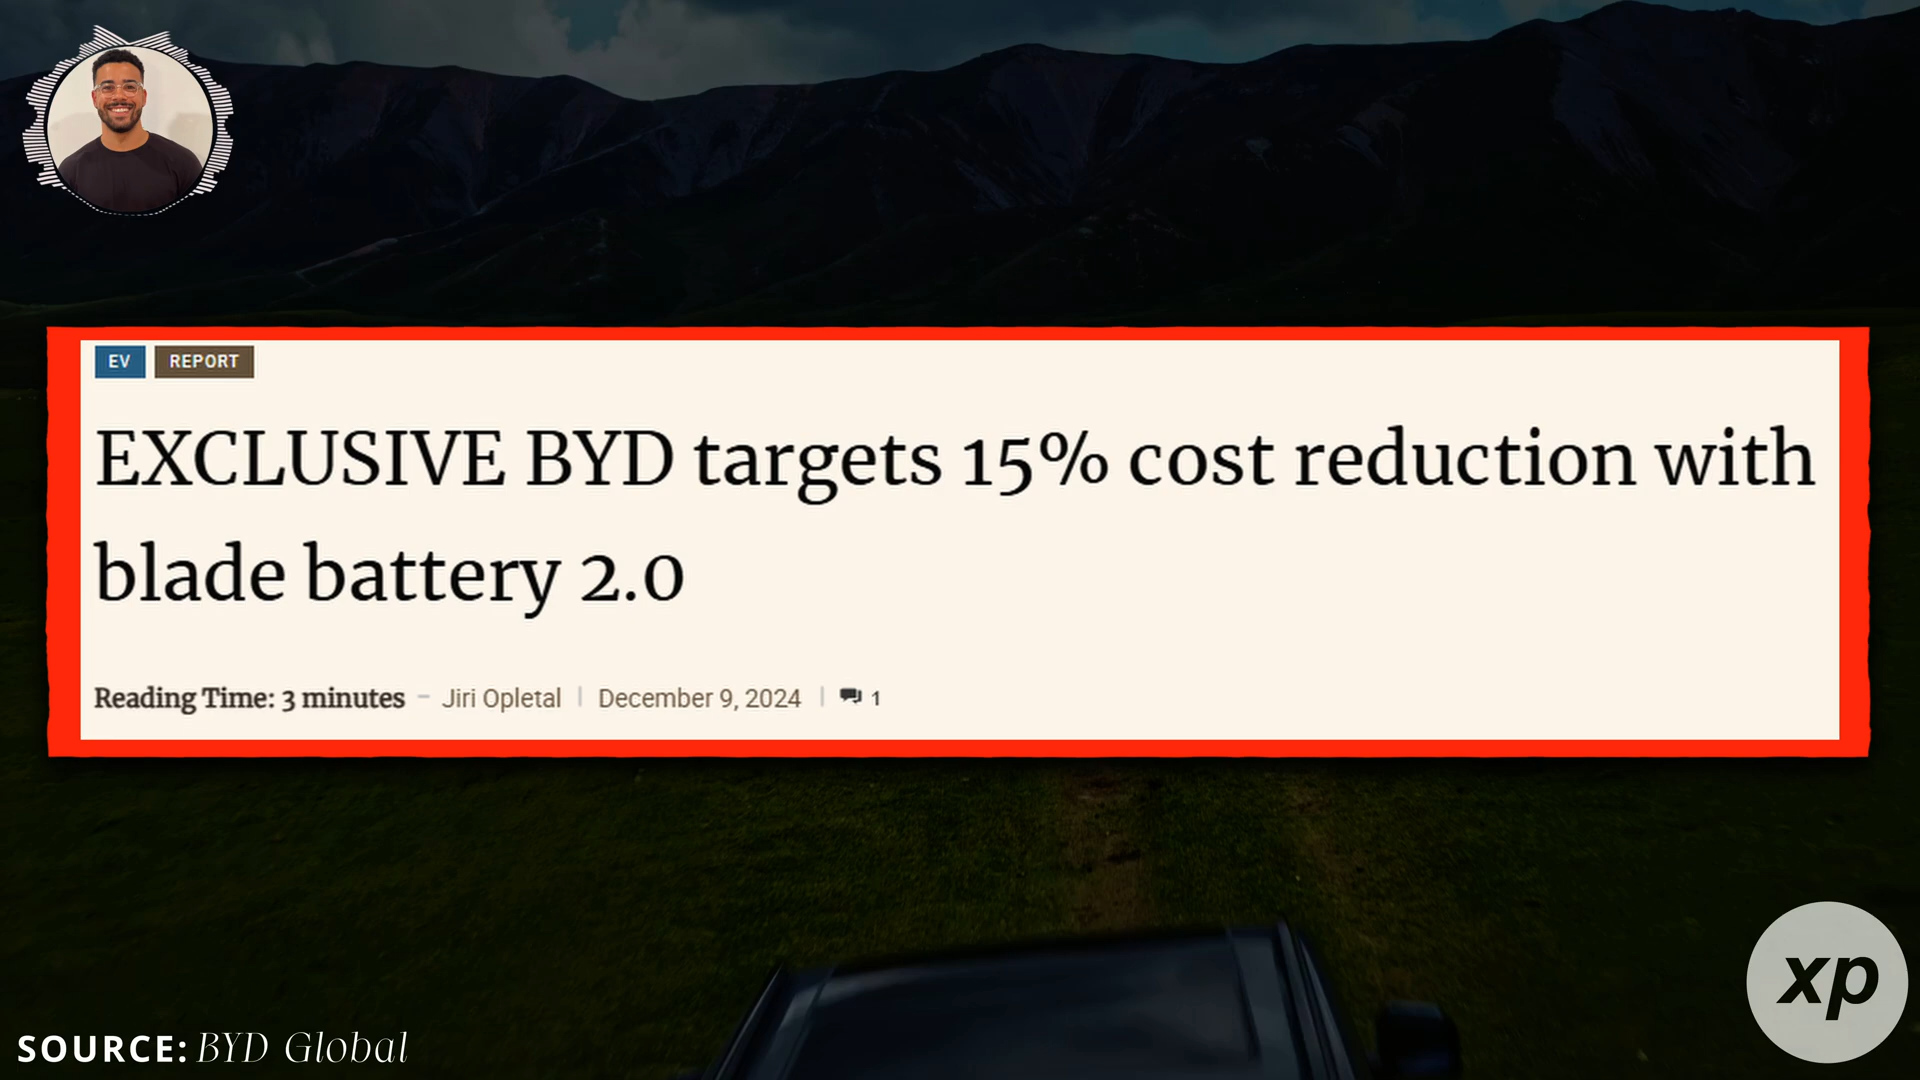 EV REPORT
EXCLUSIVE BYD targets 15% cost reduction with
blade battery 2.0
Reading Time: 3 minutes – Jiri Opletal | December 9, 2024 | 1
xp
SOURCE: BYD Global